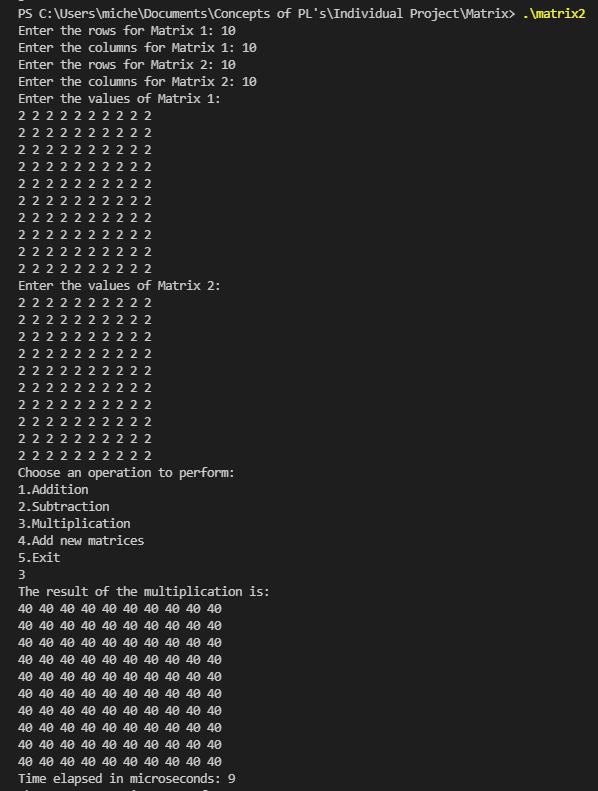 PS C:\Users\miche\Documents\Concepts of PL's\Individual Project\Matrix> .\matrix2
Enter the rows for Matrix 1: 10
Enter the columns for Matrix 1: 10
Enter the rows for Matrix 2: 10
Enter the columns for Matrix 2: 10
Enter the values of Matrix 1:
2 2 2 2 2 2 2 2 2 2
2 2 2 2 2 2 2 2 2 2
2 2 2 2 2 2 2 2 2 2
2 2 2 2 2 2 2 2 2 2
2 2 2 2 2 2 2 2 2 2
2 2 2 2 2 2 2 2 2 2
2 2 2 2 2 2 2 2 2 2
2 2 2 2 2 2 2 2 2 2
2 2 2 2 2 2 2 2 2 2
2 2 2 2 2 2 2 2 2 2
Enter the values of Matrix 2:
2 2 2 2 2 2 2 2 2 2
2 2 2 2 2 2 2 2 2 2
2 2 2 2 2 2 2 2 2 2
2 2 2 2 2 2 2 2 2 2
2 2 2 2 2 2 2 2 2 2
2 2 2 2 2 2 2 2 2 2
2 2 2 2 2 2 2 2 2 2
2 2 2 2 2 2 2 2 2 2
2 2 2 2 2 2 2 2 2 2
2 2 2 2 2 2 2 2 2 2
Choose an operation to perform:
1.Addition
2.Subtraction
3.Multiplication
4.Add new matrices
5.Exit
3
The result of the multiplication is:
40 40 40 40 40 40 40 40 40 40
40 40 40 40 40 40 40 40 40 40
40 40 40 40 40 40 40 40 40 40
40 40 40 40 40 40 40 40 40 40
40 40 40 40 40 40 40 40 40 40
40 40 40 40 40 40 40 40 40 40
40 40 40 40 40 40 40 40 40 40
40 40 40 40 40 40 40 40 40 40
40 40 40 40 40 40 40 40 40 40
40 40 40 40 40 40 40 40 40 40
Time elapsed in microseconds: 9